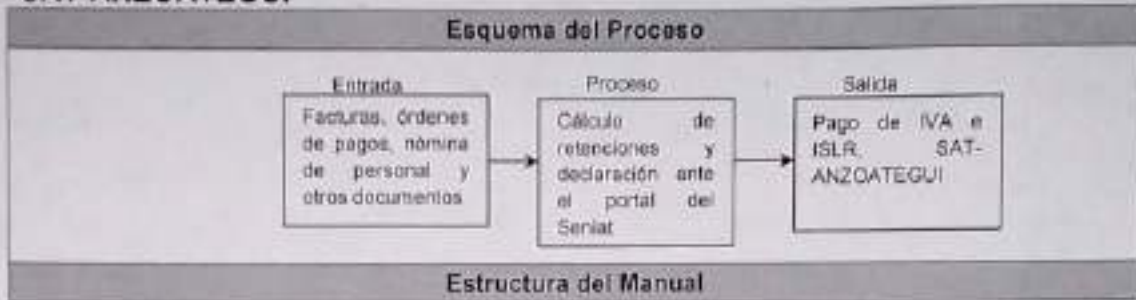 Esquema del Proceso
Entrada
Facturas, órdenes
de pagos, nómina
de personal y
otros documentos
Proceso
Cálculo de
retenciones y
declaración ante
el portal del
Seniat
Salida
Pago de IVA e
ISLR, SAT-
ANZOATEGUI
Estructura del Manual